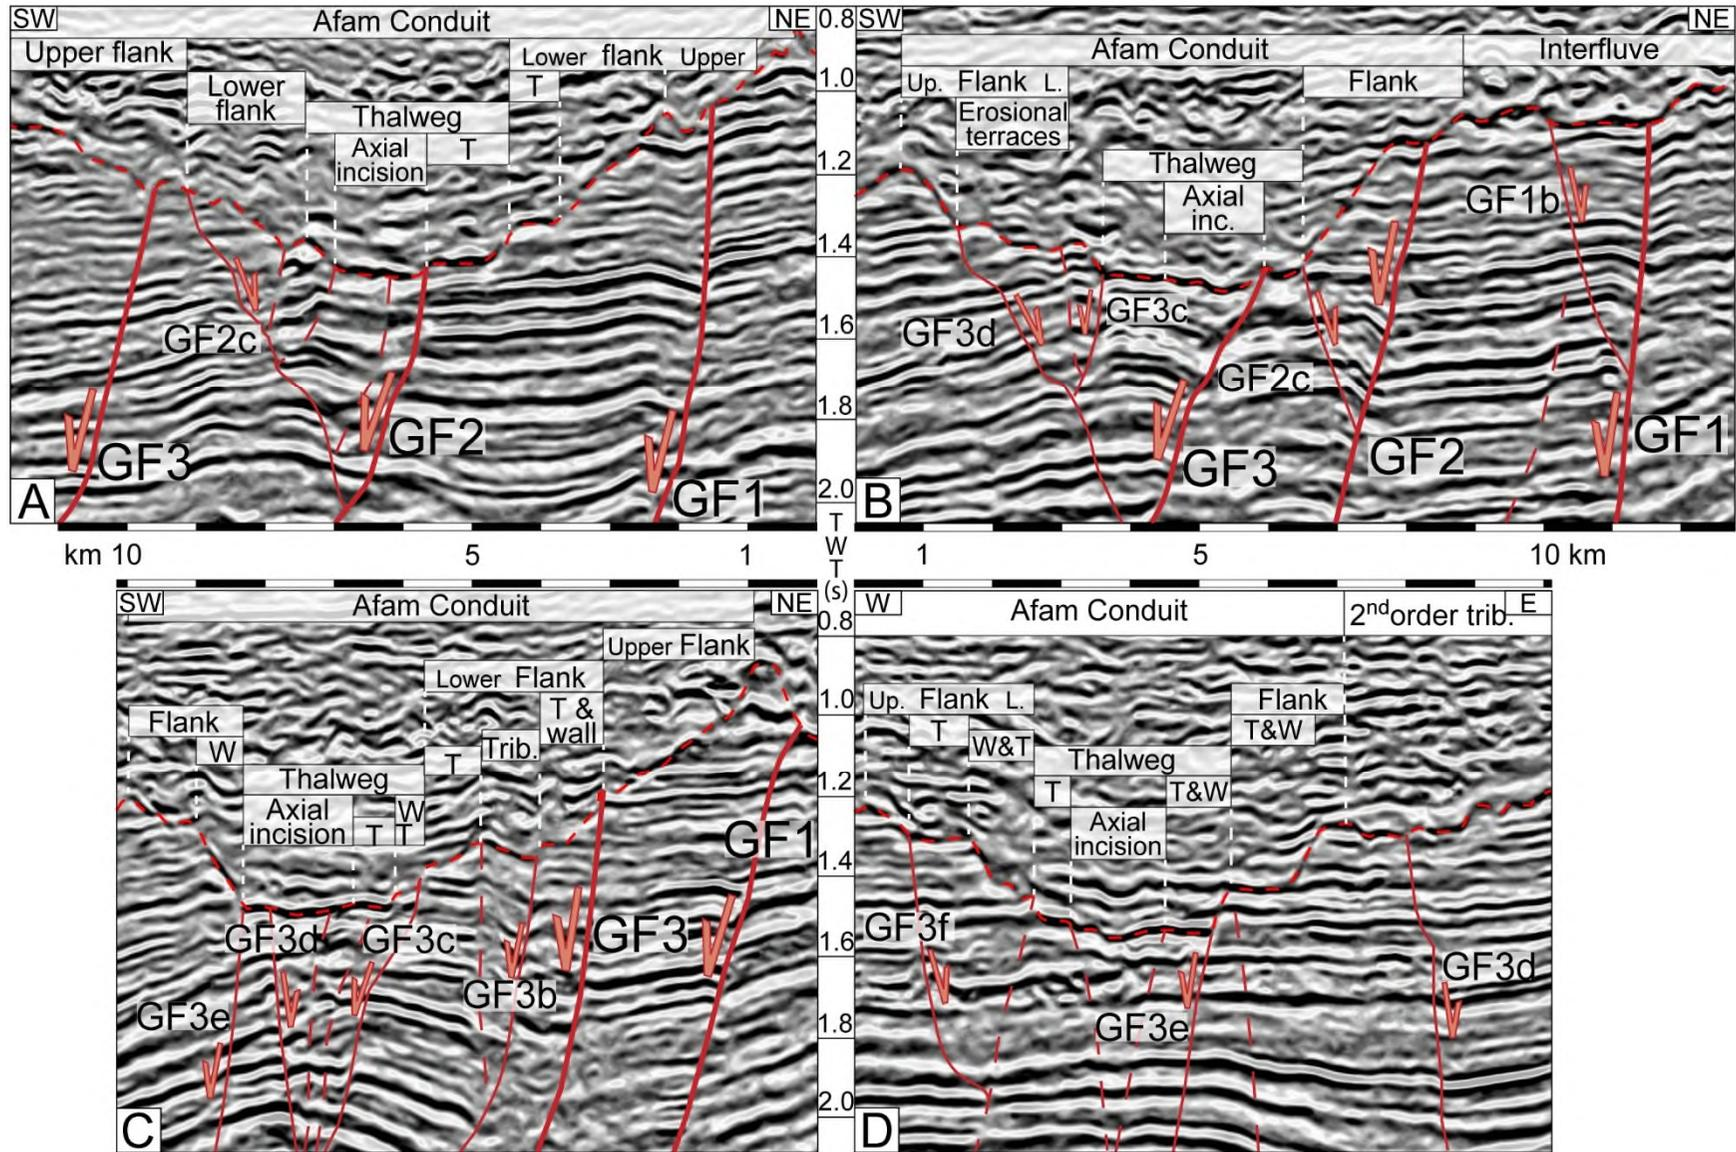 SW
Afam Conduit
NE
Upper flank
Lower
flank
Thalweg
Axial
incision
T
Lower flank
Upper
T
GF2c
GF3
GF2
GF1
A
0.8
1.0
1.2
1.4
1.6
1.8
2.0
T
W
T
(s)
SW
NE
Afam Conduit
Interfluve
Up. Flank L.
Flank
Erosional
terraces
Thalweg
Axial
inc.
GF1b
GF3c
GF3d
GF2c
GF3
GF2
GF1
B
km 10
5
1
1
5
10 km
SW
Afam Conduit
NE
Upper Flank
Lower Flank
Flank
W
T &
wall
Trib.
T
Thalweg
Axial
incision
W
T
T
GF1
GF3d
GF3c
GF3
GF3b
GF3e
C
0.8
1.0
1.2
1.4
1.6
1.8
2.0
W
Afam Conduit
2nd order trib.
E
Up. Flank L.
Flank
T
W&T
T&W
Thalweg
T
T&W
Axial
incision
GF3f
GF3d
GF3e
D